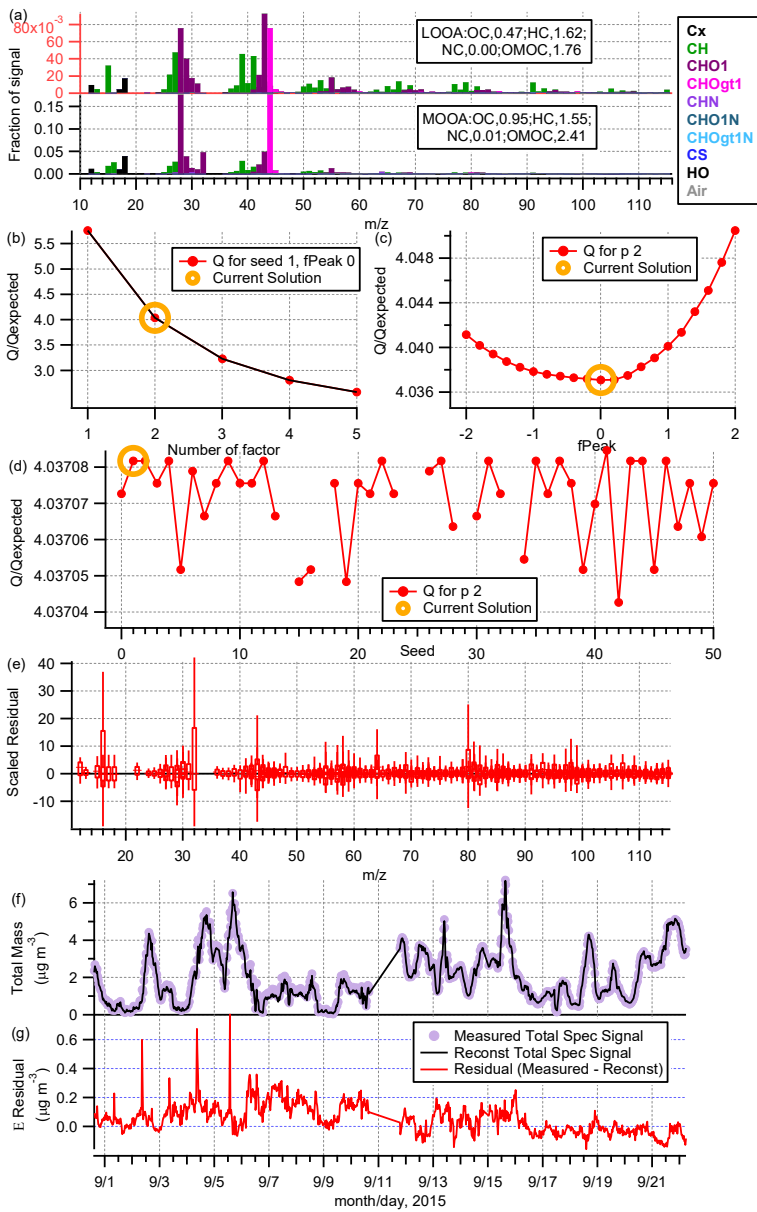 (a)
80x10⁻³
60
40
20
0
LOOA:OC,0.47;HC,1.62;
NC,0.00;OMOC,1.76
0.15
0.10
0.05
0.00
Fraction of signal
MOOA:OC,0.95;HC,1.55;
NC,0.01;OMOC,2.41
10 20 30 40 50 60 70 80 90 100 110
m/z
Cx
CH
CHO1
CHOgt1
CHN
CHO1N
CHOgt1N
CS
HO
Air
(b)
5.5
5.0
4.5
4.0
3.5
3.0
Q/Qexpected
Q for seed 1, fPeak 0
Current Solution
1 2 3 4 5
Number of factor
(c)
4.048
4.044
4.040
4.036
Q/Qexpected
Q for p 2
Current Solution
-2 -1 0 1 2
fPeak
(d)
4.03708
4.03707
4.03706
4.03705
4.03704
Q/Qexpected
Q for p 2
Current Solution
0 10 20 30 40 50
Seed
(e)
40
30
20
10
0
-10
Scaled Residual
20 30 40 50 60 70 80 90 100 110
m/z
(f)
6
4
2
0
Total Mass
(µg m⁻³)
(g)
0.6
0.4
0.2
0.0
E Residual
(µg m⁻³)
Measured Total Spec Signal
Reconst Total Spec Signal
Residual (Measured - Reconst)
9/1 9/3 9/5 9/7 9/9 9/11 9/13 9/15 9/17 9/19 9/21
month/day, 2015